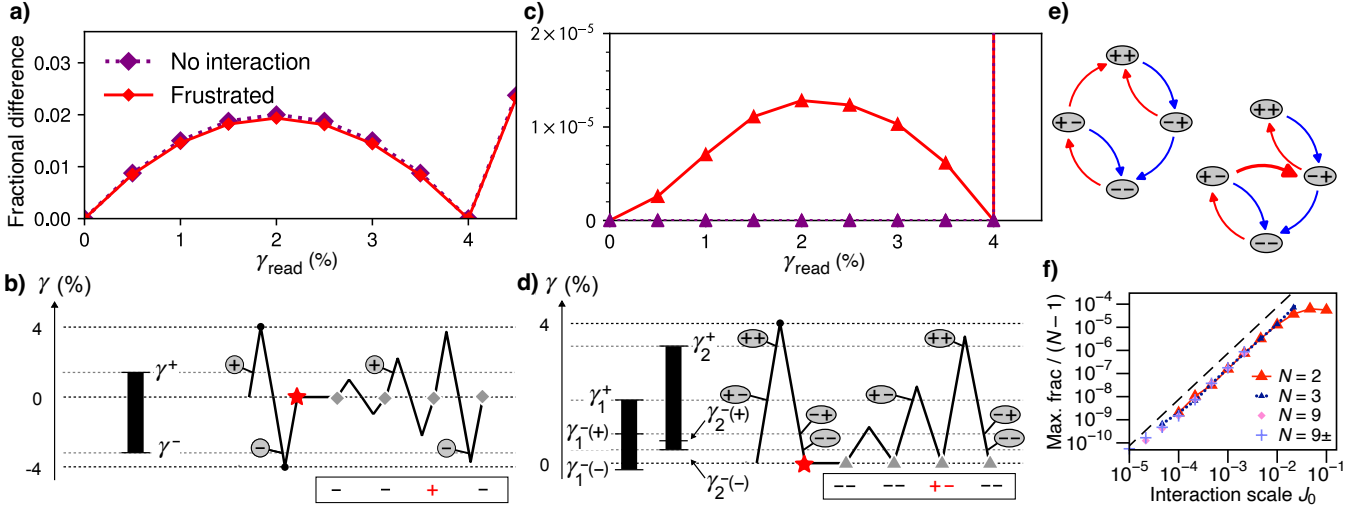 a)
Fractional difference
0.03
0.02
0.01
0.00
No interaction
Frustrated
0 1 2 3 4
γread (%)
c)
2 × 10⁻⁵
1 × 10⁻⁵
0
0 1 2 3 4
γread (%)
e)
++
+−
−+
−−
++
+−
−+
−−
b) γ (%)
4
0
-4
γ⁺
γ⁻
+
−
+
−
− − + −
d) γ (%)
4
0
γ₂⁺
γ₁⁺
γ₁⁻(+)
γ₁⁻(−)
γ₂⁻(+)
γ₂⁻(−)
++
+−
−+
−−
+−
++
−+
−−
−− −− +− −−
f)
Max. frac / (N − 1)
10⁻⁴
10⁻⁵
10⁻⁶
10⁻⁷
10⁻⁸
10⁻⁹
10⁻¹⁰
N = 2
N = 3
N = 9
N = 9±
10⁻⁵ 10⁻⁴ 10⁻³ 10⁻² 10⁻¹
Interaction scale J₀